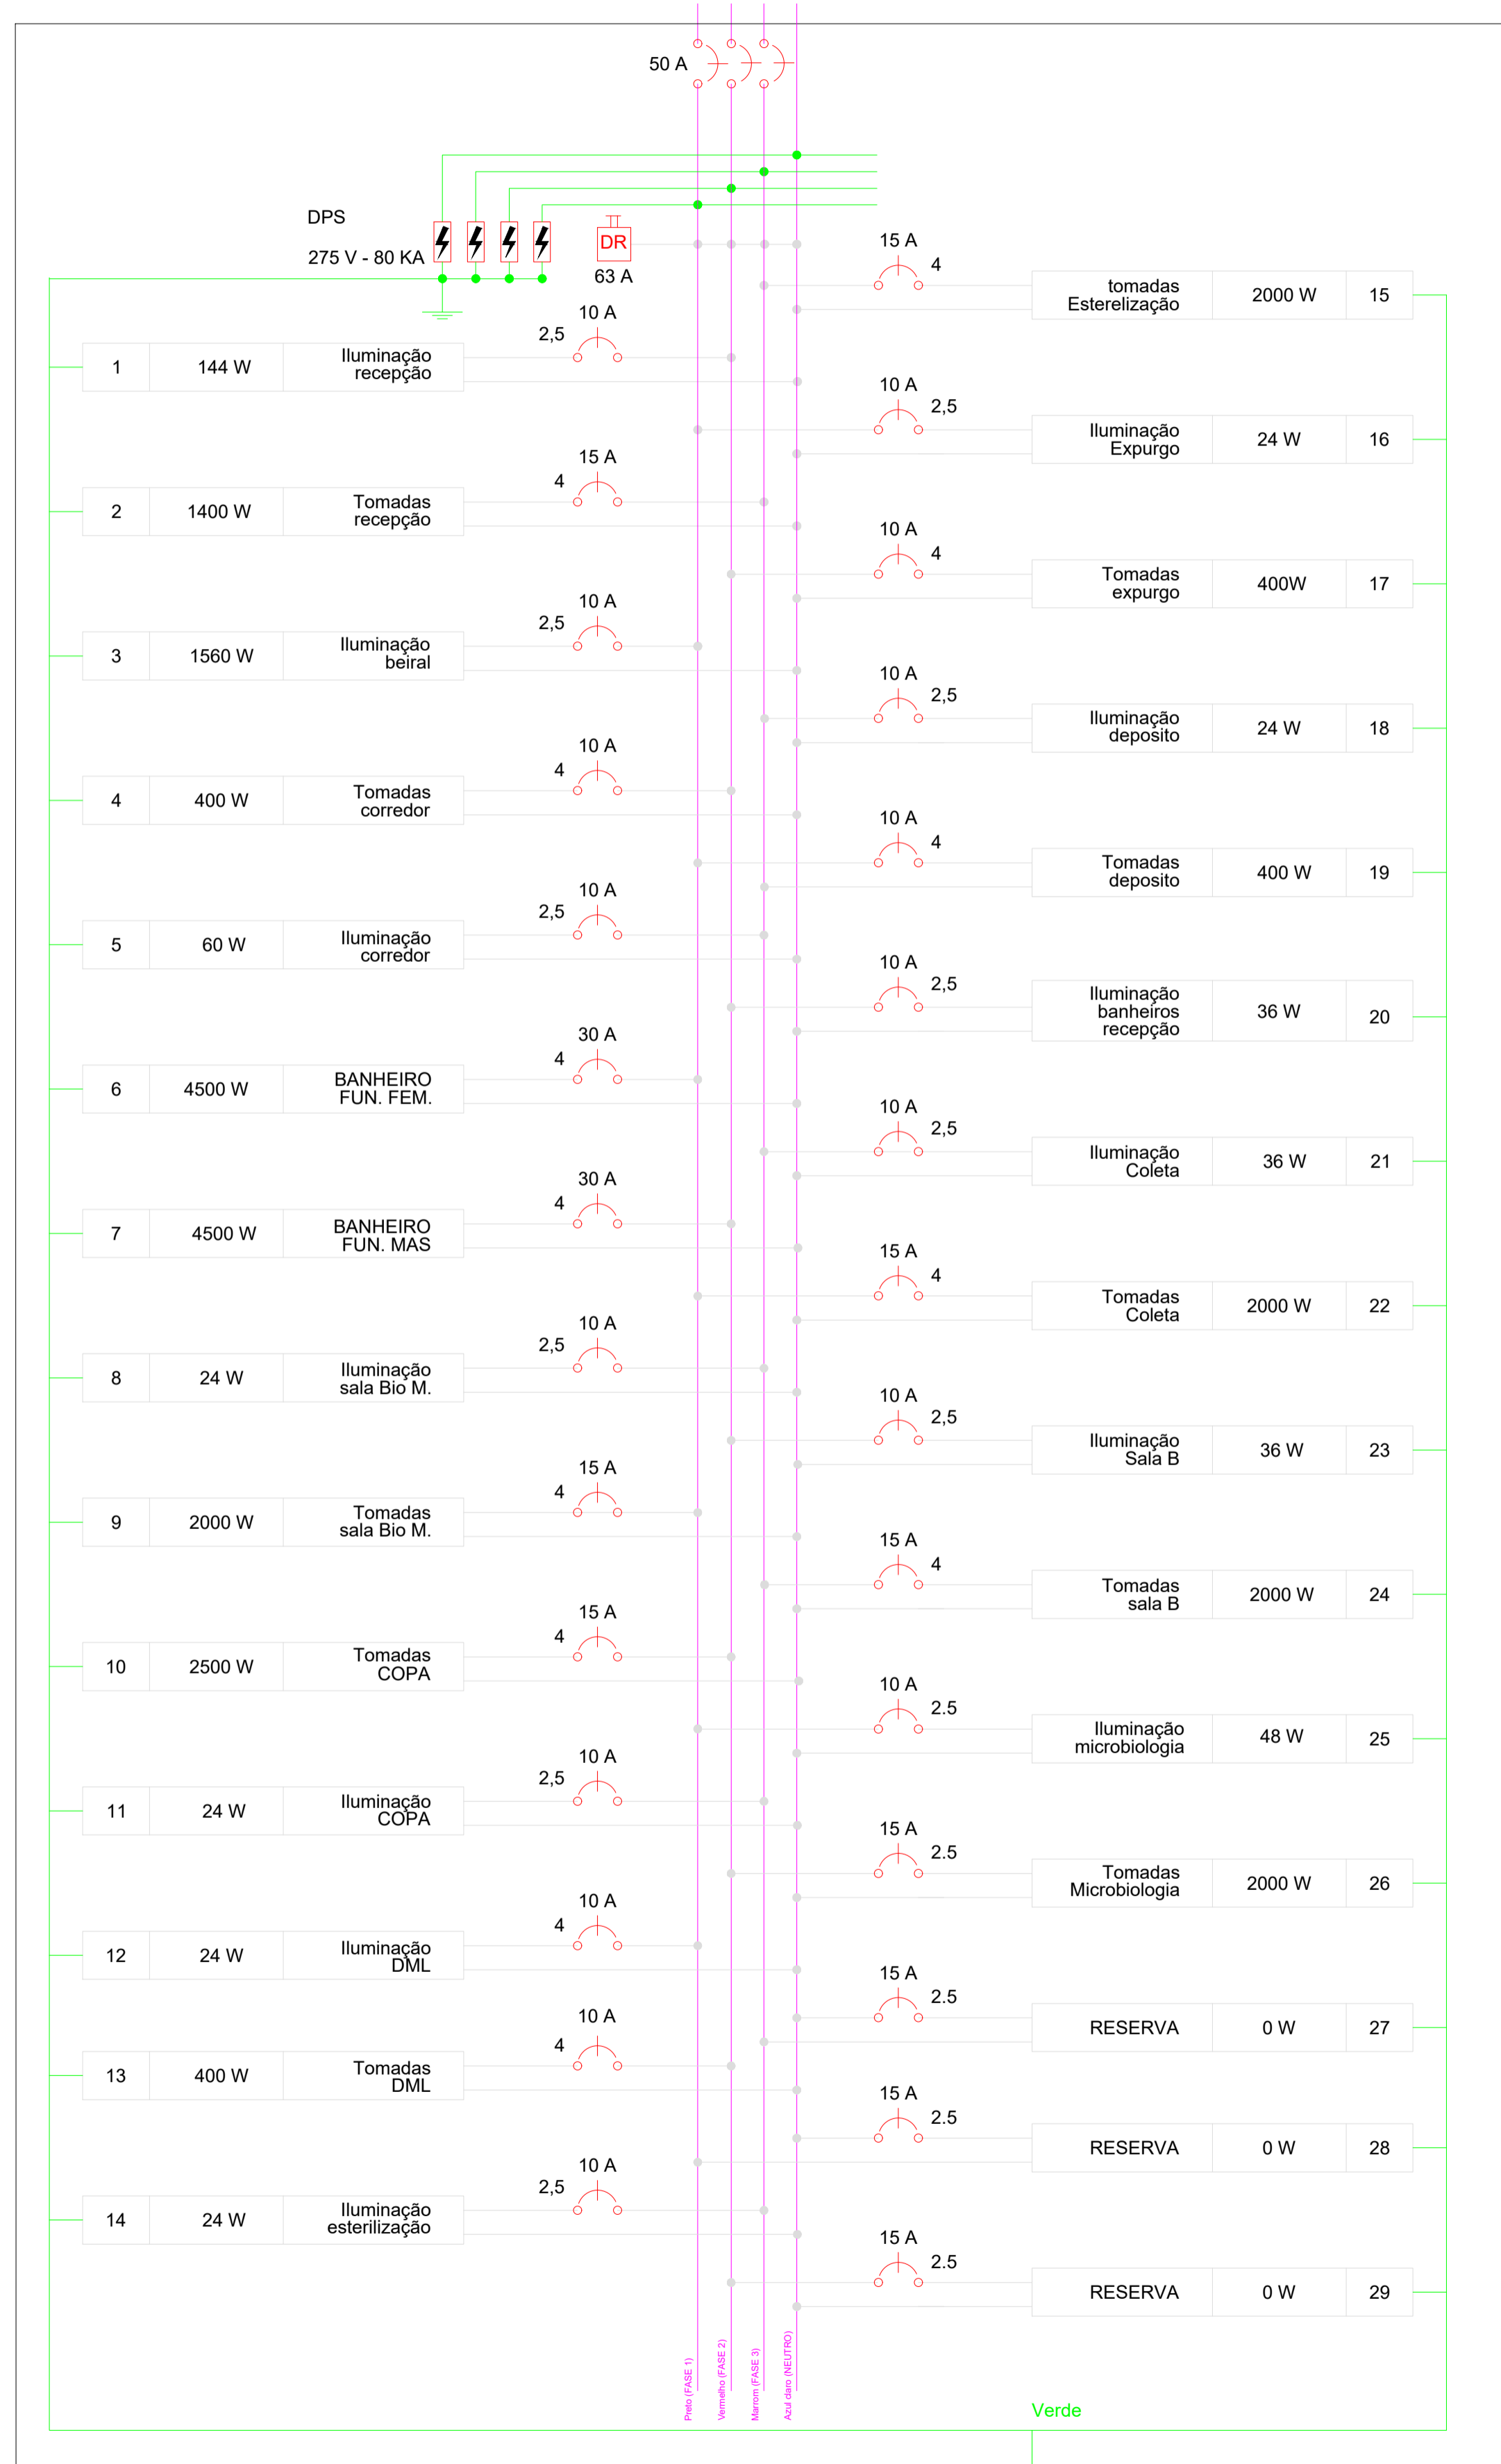 50 A
DPS
275 V - 80 KA
DR
63 A
10 A
2,5
1 144 W Iluminação
recepção
15 A
4
2 1400 W Tomadas
recepção
10 A
2,5
3 1560 W Iluminação
beiral
10 A
4
4 400 W Tomadas
corredor
10 A
2,5
5 60 W Iluminação
corredor
30 A
4
6 4500 W BANHEIRO
FUN. FEM.
30 A
4
7 4500 W BANHEIRO
FUN. MAS
10 A
2,5
8 24 W Iluminação
sala Bio M.
15 A
4
9 2000 W Tomadas
sala Bio M.
15 A
4
10 2500 W Tomadas
COPA
10 A
2,5
11 24 W Iluminação
COPA
10 A
4
12 24 W Iluminação
DML
10 A
4
13 400 W Tomadas
DML
10 A
2,5
14 24 W Iluminação
esterilização
15 A
4
tomadas
Esterelização 2000 W 15
10 A
2,5
Iluminação
Expurgo 24 W 16
10 A
4
Tomadas
expurgo 400W 17
10 A
2,5
Iluminação
deposito 24 W 18
10 A
4
Tomadas
deposito 400 W 19
10 A
2,5
Iluminação
banheiros
recepção 36 W 20
10 A
2,5
Iluminação
Coleta 36 W 21
15 A
4
Tomadas
Coleta 2000 W 22
10 A
2,5
Iluminação
Sala B 36 W 23
15 A
4
Tomadas
sala B 2000 W 24
10 A
2.5
Iluminação
microbiologia 48 W 25
15 A
2.5
Tomadas
Microbiologia 2000 W 26
15 A
2.5
RESERVA 0 W 27
15 A
2.5
RESERVA 0 W 28
15 A
2.5
RESERVA 0 W 29
Preto (FASE 1)
Vermelho (FASE 2)
Marrom (FASE 3)
Azul claro (NEUTRO)
Verde